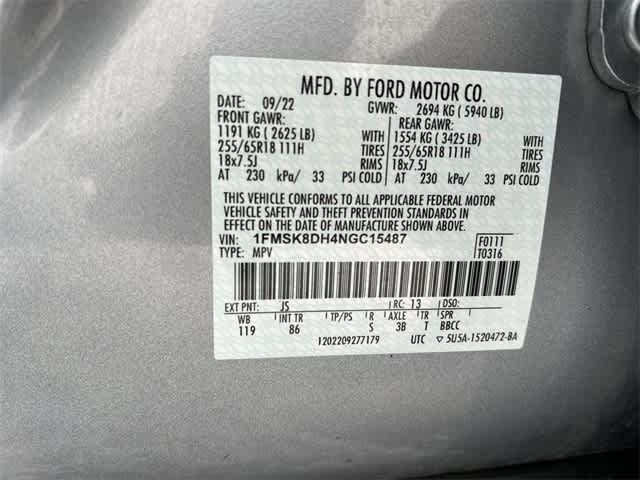 MFD. BY FORD MOTOR CO.
DATE: 09/22 GVWR: 2694 KG ( 5940 LB)
FRONT GAWR: REAR GAWR:
1191 KG ( 2625 LB) WITH 1554 KG ( 3425 LB) WITH
255/65R18 111H TIRES 255/65R18 111H TIRES
18x7.5J RIMS 18x7.5J RIMS
AT 230 kPa/ 33 PSI COLD AT 230 kPa/ 33 PSI COLD
THIS VEHICLE CONFORMS TO ALL APPLICABLE FEDERAL MOTOR
VEHICLE SAFETY AND THEFT PREVENTION STANDARDS IN
EFFECT ON THE DATE OF MANUFACTURE SHOWN ABOVE.
VIN: 1FMSK8DH4NGC15487 F0111
TYPE: MPV T0316
EXT PNT: JS RC: 13 DSO:
WB INT TR TP/PS R AXLE TR SPR
119 86 S 3B T BBCC
1202209277179 UTC ▽ 5U5A-1520472-BA